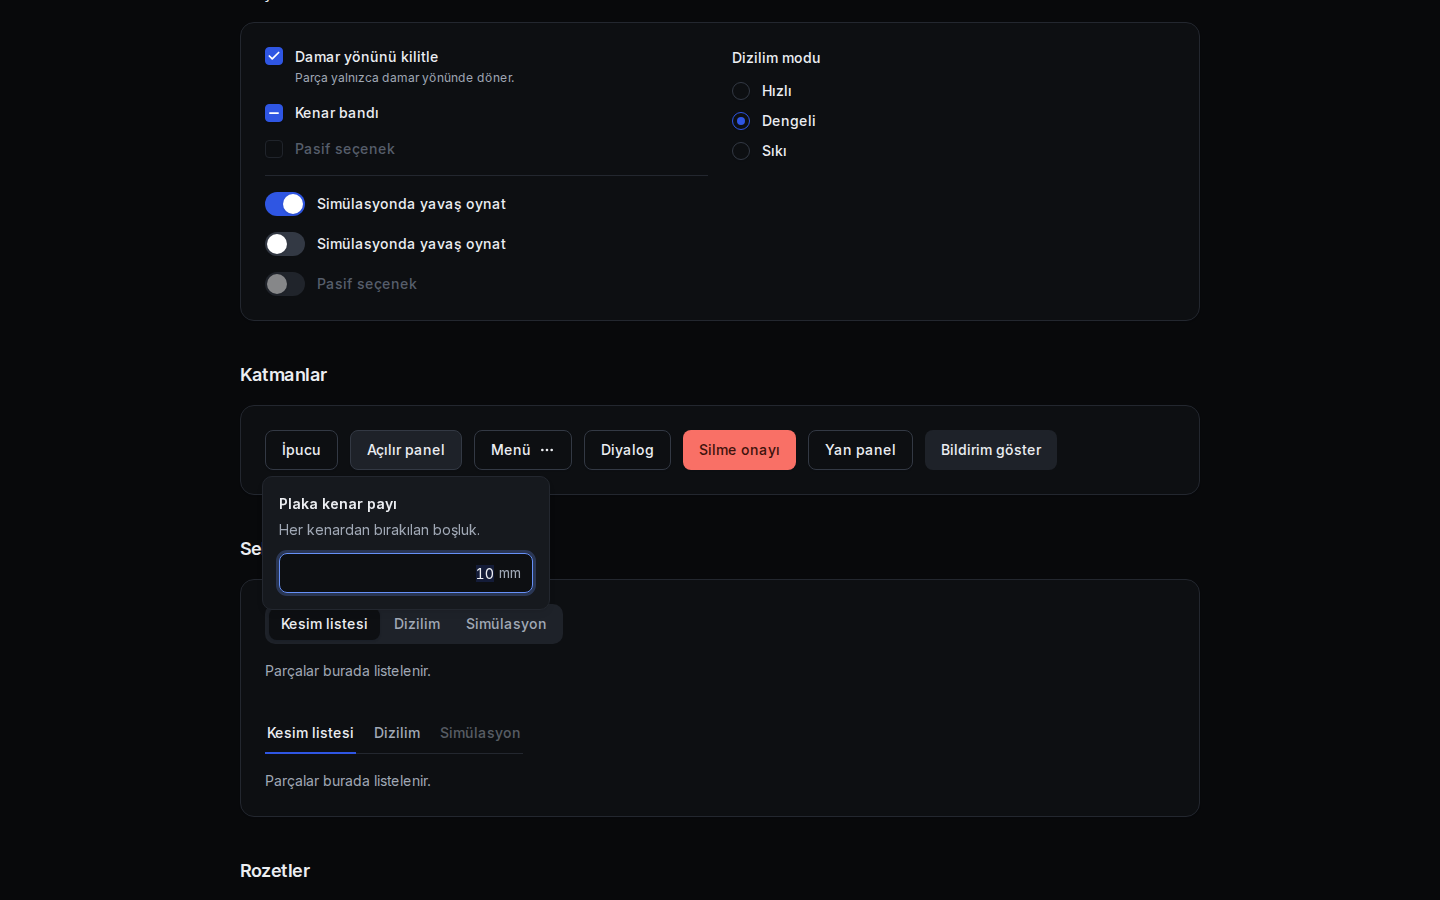 Damar yönünü kilitle
Parça yalnızca damar yönünde döner.
Kenar bandı
Pasif seçenek
Simülasyonda yavaş oynat
Simülasyonda yavaş oynat
Pasif seçenek
Dizilim modu
Hızlı
Dengeli
Sıkı
Katmanlar
İpucu Açılır panel Menü ··· Diyalog Silme onayı Yan panel Bildirim göster
Plaka kenar payı
Her kenardan bırakılan boşluk.
10 mm
Kesim listesi Dizilim Simülasyon
Parçalar burada listelenir.
Kesim listesi Dizilim Simülasyon
Parçalar burada listelenir.
Rozetler